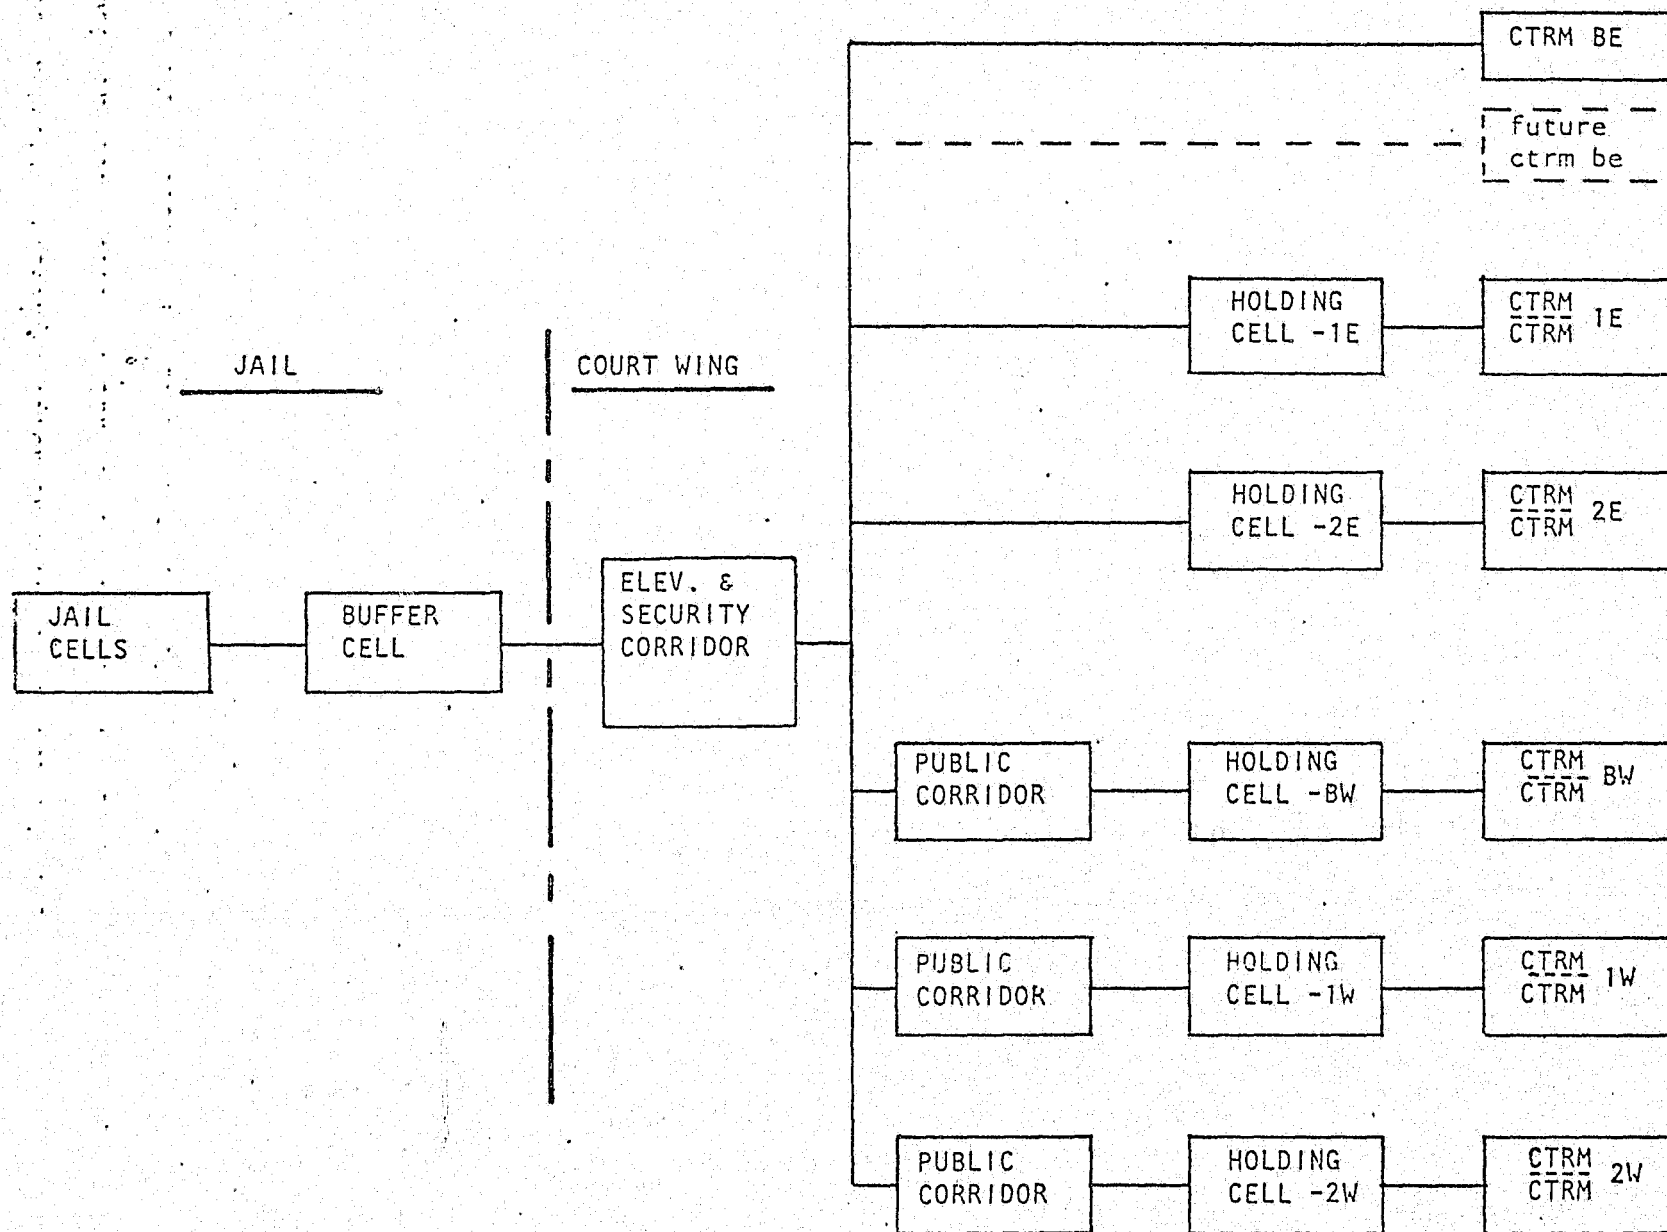 CTRM BE
future
ctrm be
HOLDING
CELL -1E
CTRM
CTRM 1E
JAIL
COURT WING
HOLDING
CELL -2E
CTRM
CTRM 2E
JAIL
CELLS
BUFFER
CELL
ELEV. &
SECURITY
CORRIDOR
PUBLIC
CORRIDOR
HOLDING
CELL -BW
CTRM
CTRM BW
PUBLIC
CORRIDOR
HOLDING
CELL -1W
CTRM
CTRM 1W
PUBLIC
CORRIDOR
HOLDING
CELL -2W
CTRM
CTRM 2W